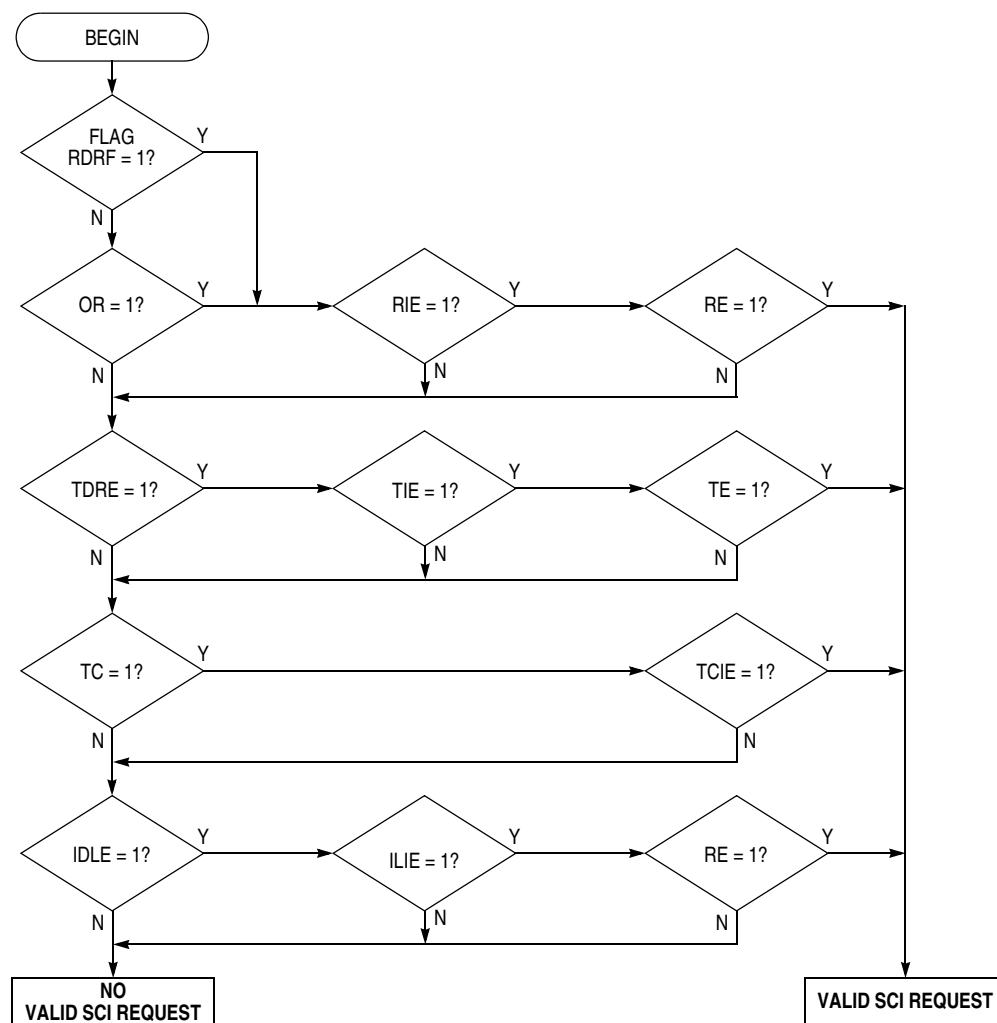 BEGIN
FLAG
RDRF = 1?
Y
N
OR = 1?
Y
RIE = 1?
Y
RE = 1?
Y
N
N
N
TDRE = 1?
Y
TIE = 1?
Y
TE = 1?
Y
N
N
N
TC = 1?
Y
TCIE = 1?
Y
N
N
IDLE = 1?
Y
ILIE = 1?
Y
RE = 1?
Y
N
N
N
NO
VALID SCI REQUEST
VALID SCI REQUEST